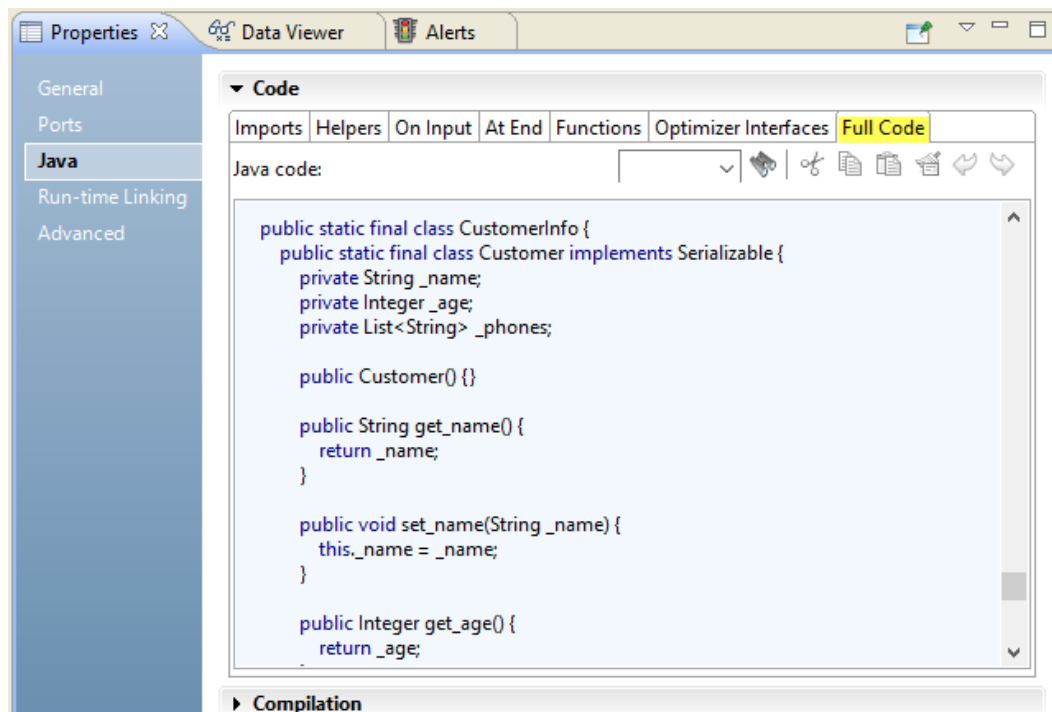 Properties Data Viewer Alerts
General
Ports
Java
Run-time Linking
Advanced
Code
Imports Helpers On Input At End Functions Optimizer Interfaces Full Code
Java code:
public static final class CustomerInfo {
public static final class Customer implements Serializable {
private String _name;
private Integer _age;
private List<String> _phones;
public Customer() {}
public String get_name() {
return _name;
}
public void set_name(String _name) {
this._name = _name;
}
public Integer get_age() {
return _age;
Compilation